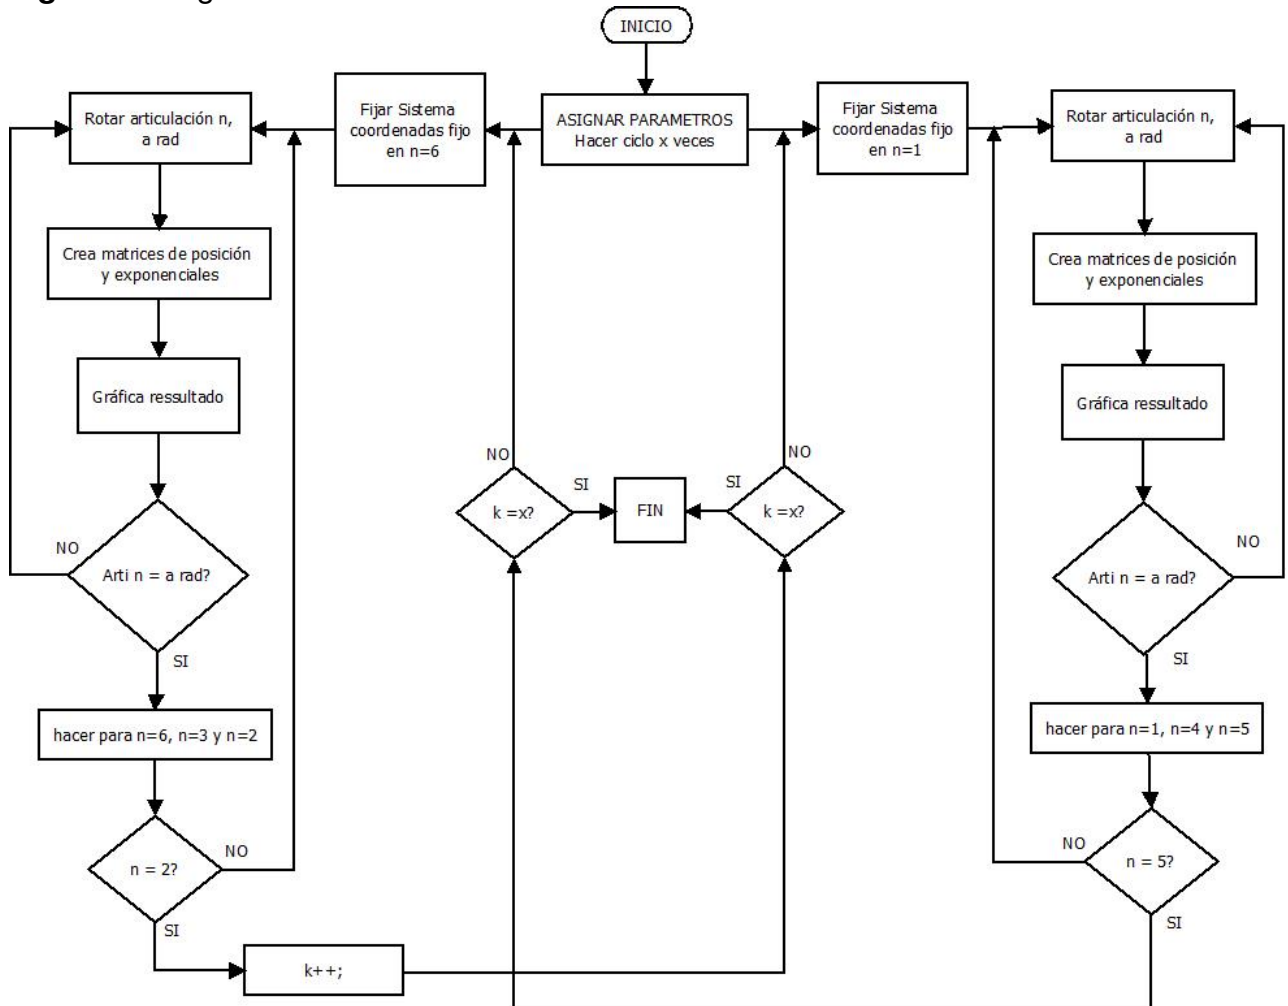 INICIO
Rotar articulación n,
a rad
Fijar Sistema
coordenadas fijo
en n=6
ASIGNAR PARAMETROS
Hacer ciclo x veces
Fijar Sistema
coordenadas fijo
en n=1
Rotar articulación n,
a rad
Crea matrices de posición
y exponenciales
Crea matrices de posición
y exponenciales
Gráfica ressultado
Gráfica ressultado
NO
k =x?
SI
FIN
SI
NO
k =x?
NO
Arti n = a rad?
SI
NO
Arti n = a rad?
SI
hacer para n=6, n=3 y n=2
hacer para n=1, n=4 y n=5
n = 2?
NO
SI
NO
n = 5?
SI
k++;